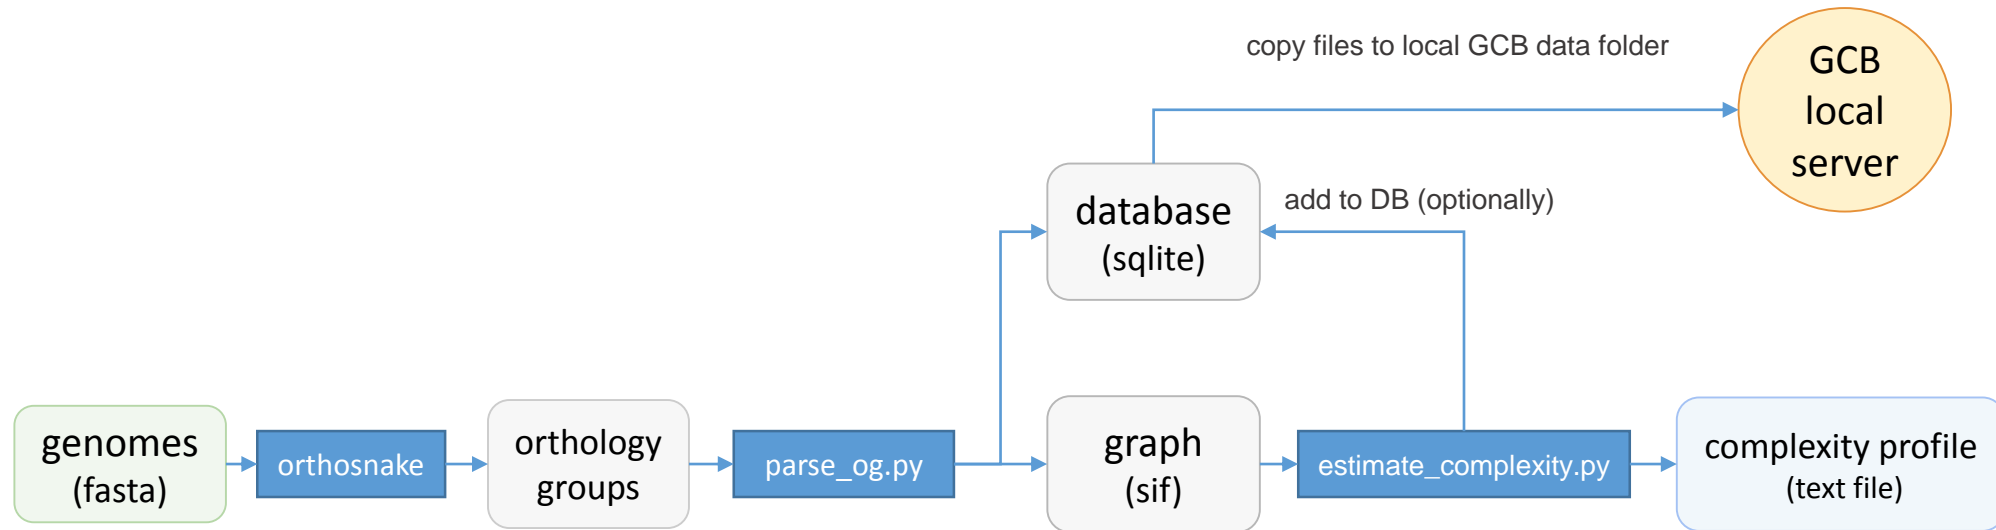 copy files to local GCB data folder
GCB
local
server
database
(sqlite)
add to DB (optionally)
genomes
(fasta)
orthosnake
orthology
groups
parse_og.py
graph
(sif)
estimate_complexity.py
complexity profile
(text file)